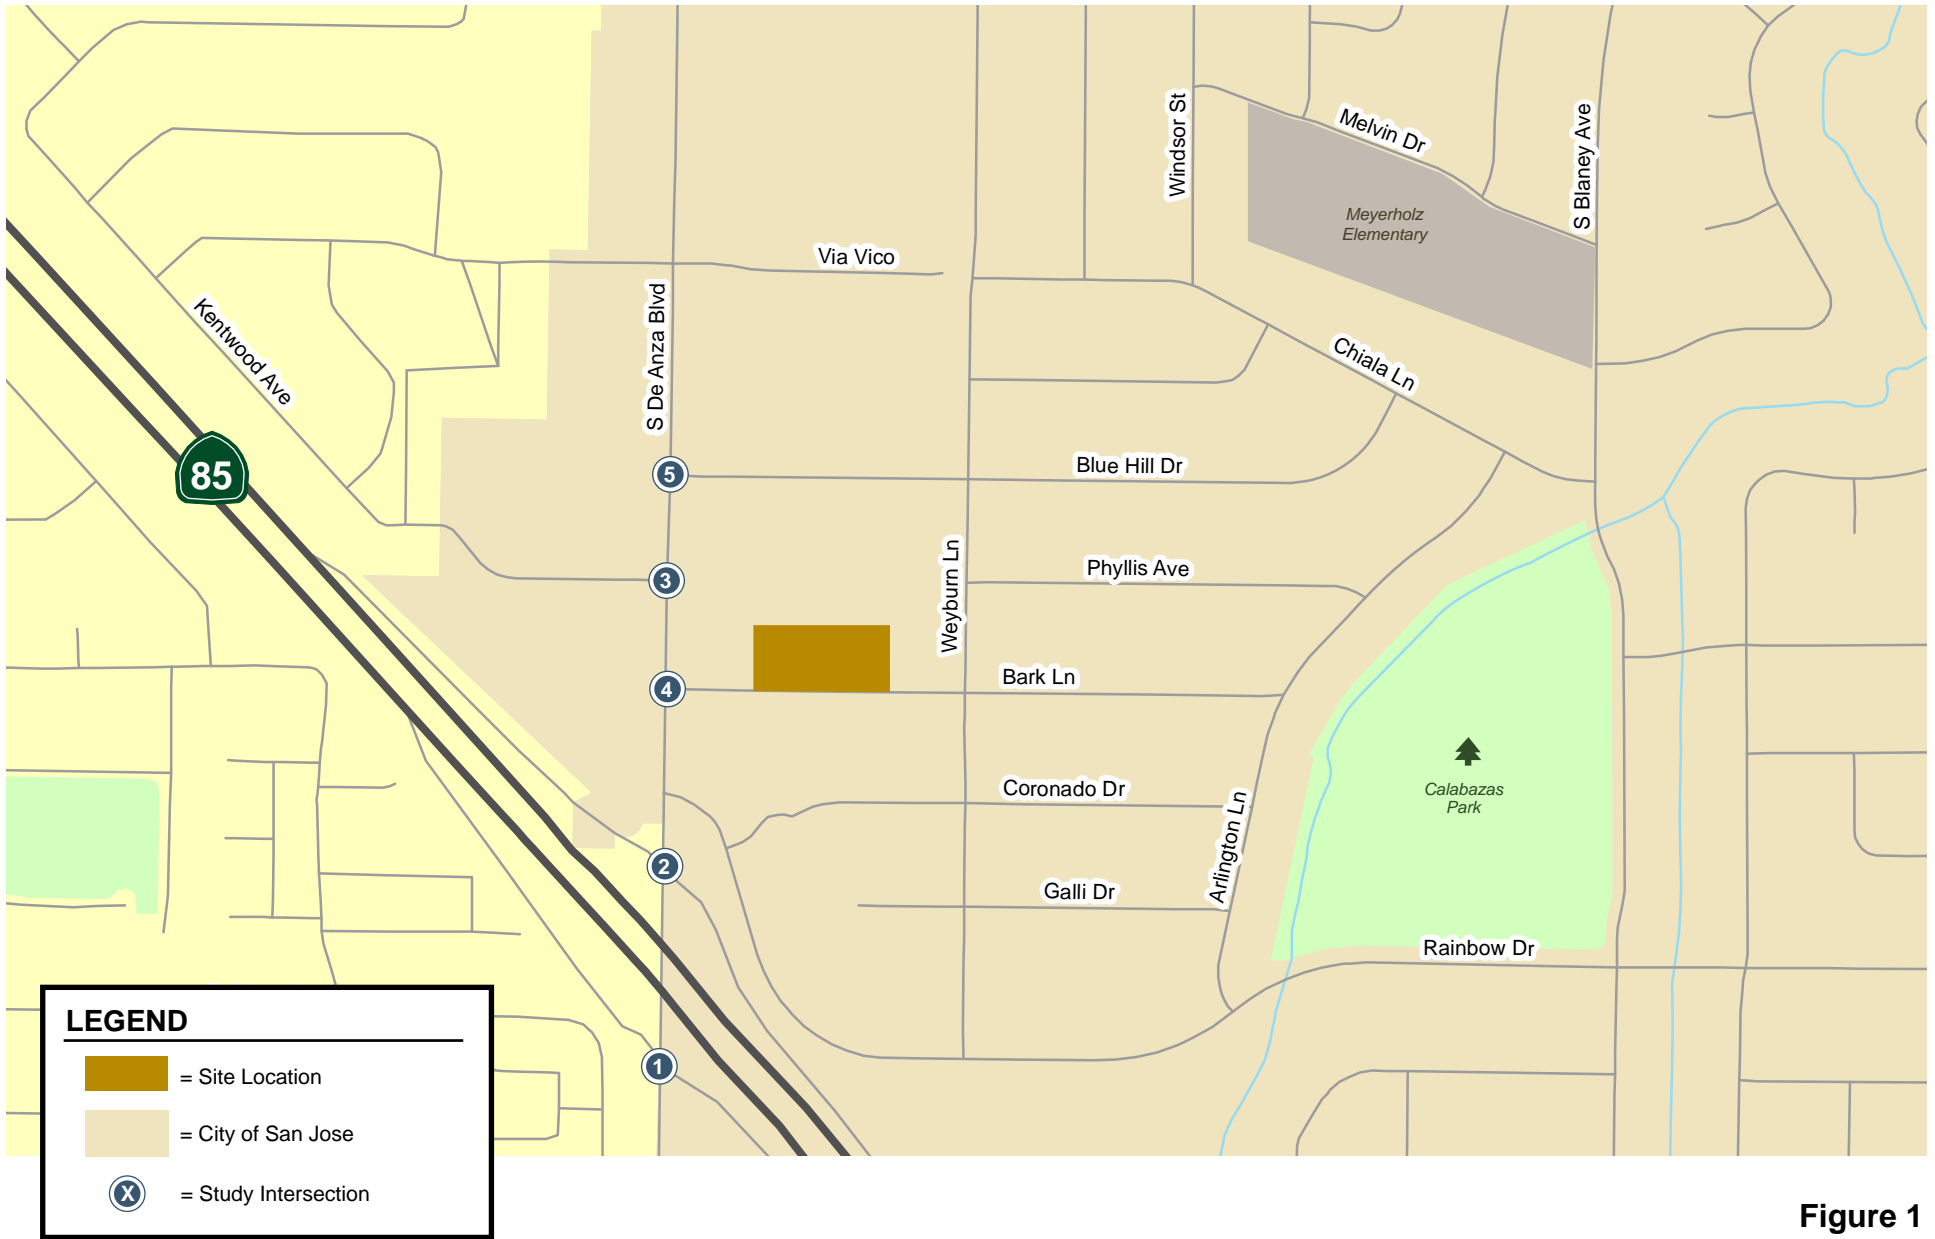 Melvin Dr
Windsor St
S Blaney Ave
Meyerholz
Elementary
Via Vico
S De Anza Blvd
Kentwood Ave
Chiala Ln
85
5
Blue Hill Dr
Weyburn Ln
3
Phyllis Ave
4
Bark Ln
Coronado Dr
Calabazas
Park
Arlington Ln
2
Galli Dr
Rainbow Dr
1
LEGEND
= Site Location
= City of San Jose
X = Study Intersection
Figure 1